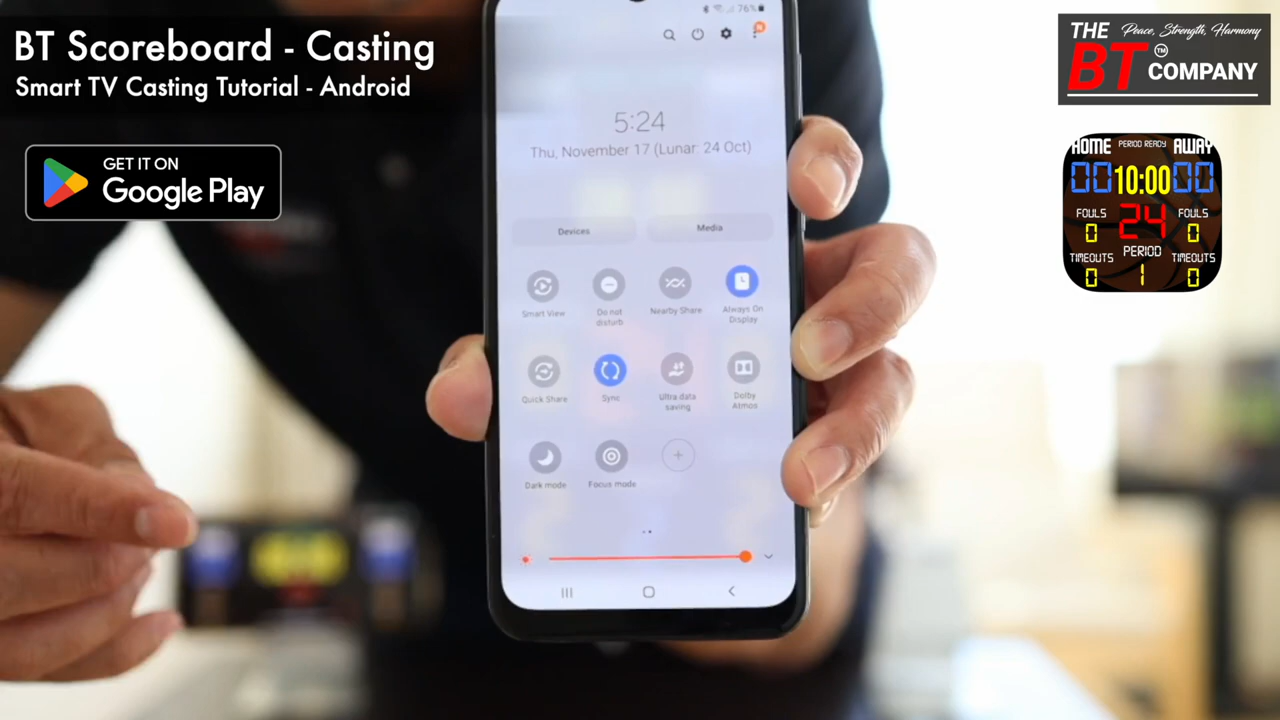 BT Scoreboard - Casting
Smart TV Casting Tutorial - Android
GET IT ON
Google Play
THE Peace, Strength, Harmony
BT TM
COMPANY
HOME PERIOD READY AWAY
00 10:00 00
FOULS 24 FOULS
0 0
TIMEOUTS PERIOD TIMEOUTS
0 1 0
76%
5:24
Thu, November 17 (Lunar: 24 Oct)
Devices Media
Smart View
Do not
disturb
Nearby Share
Always On
Display
Quick Share
Sync
Ultra data
saving
Dolby
Atmos
Dark mode
Focus mode